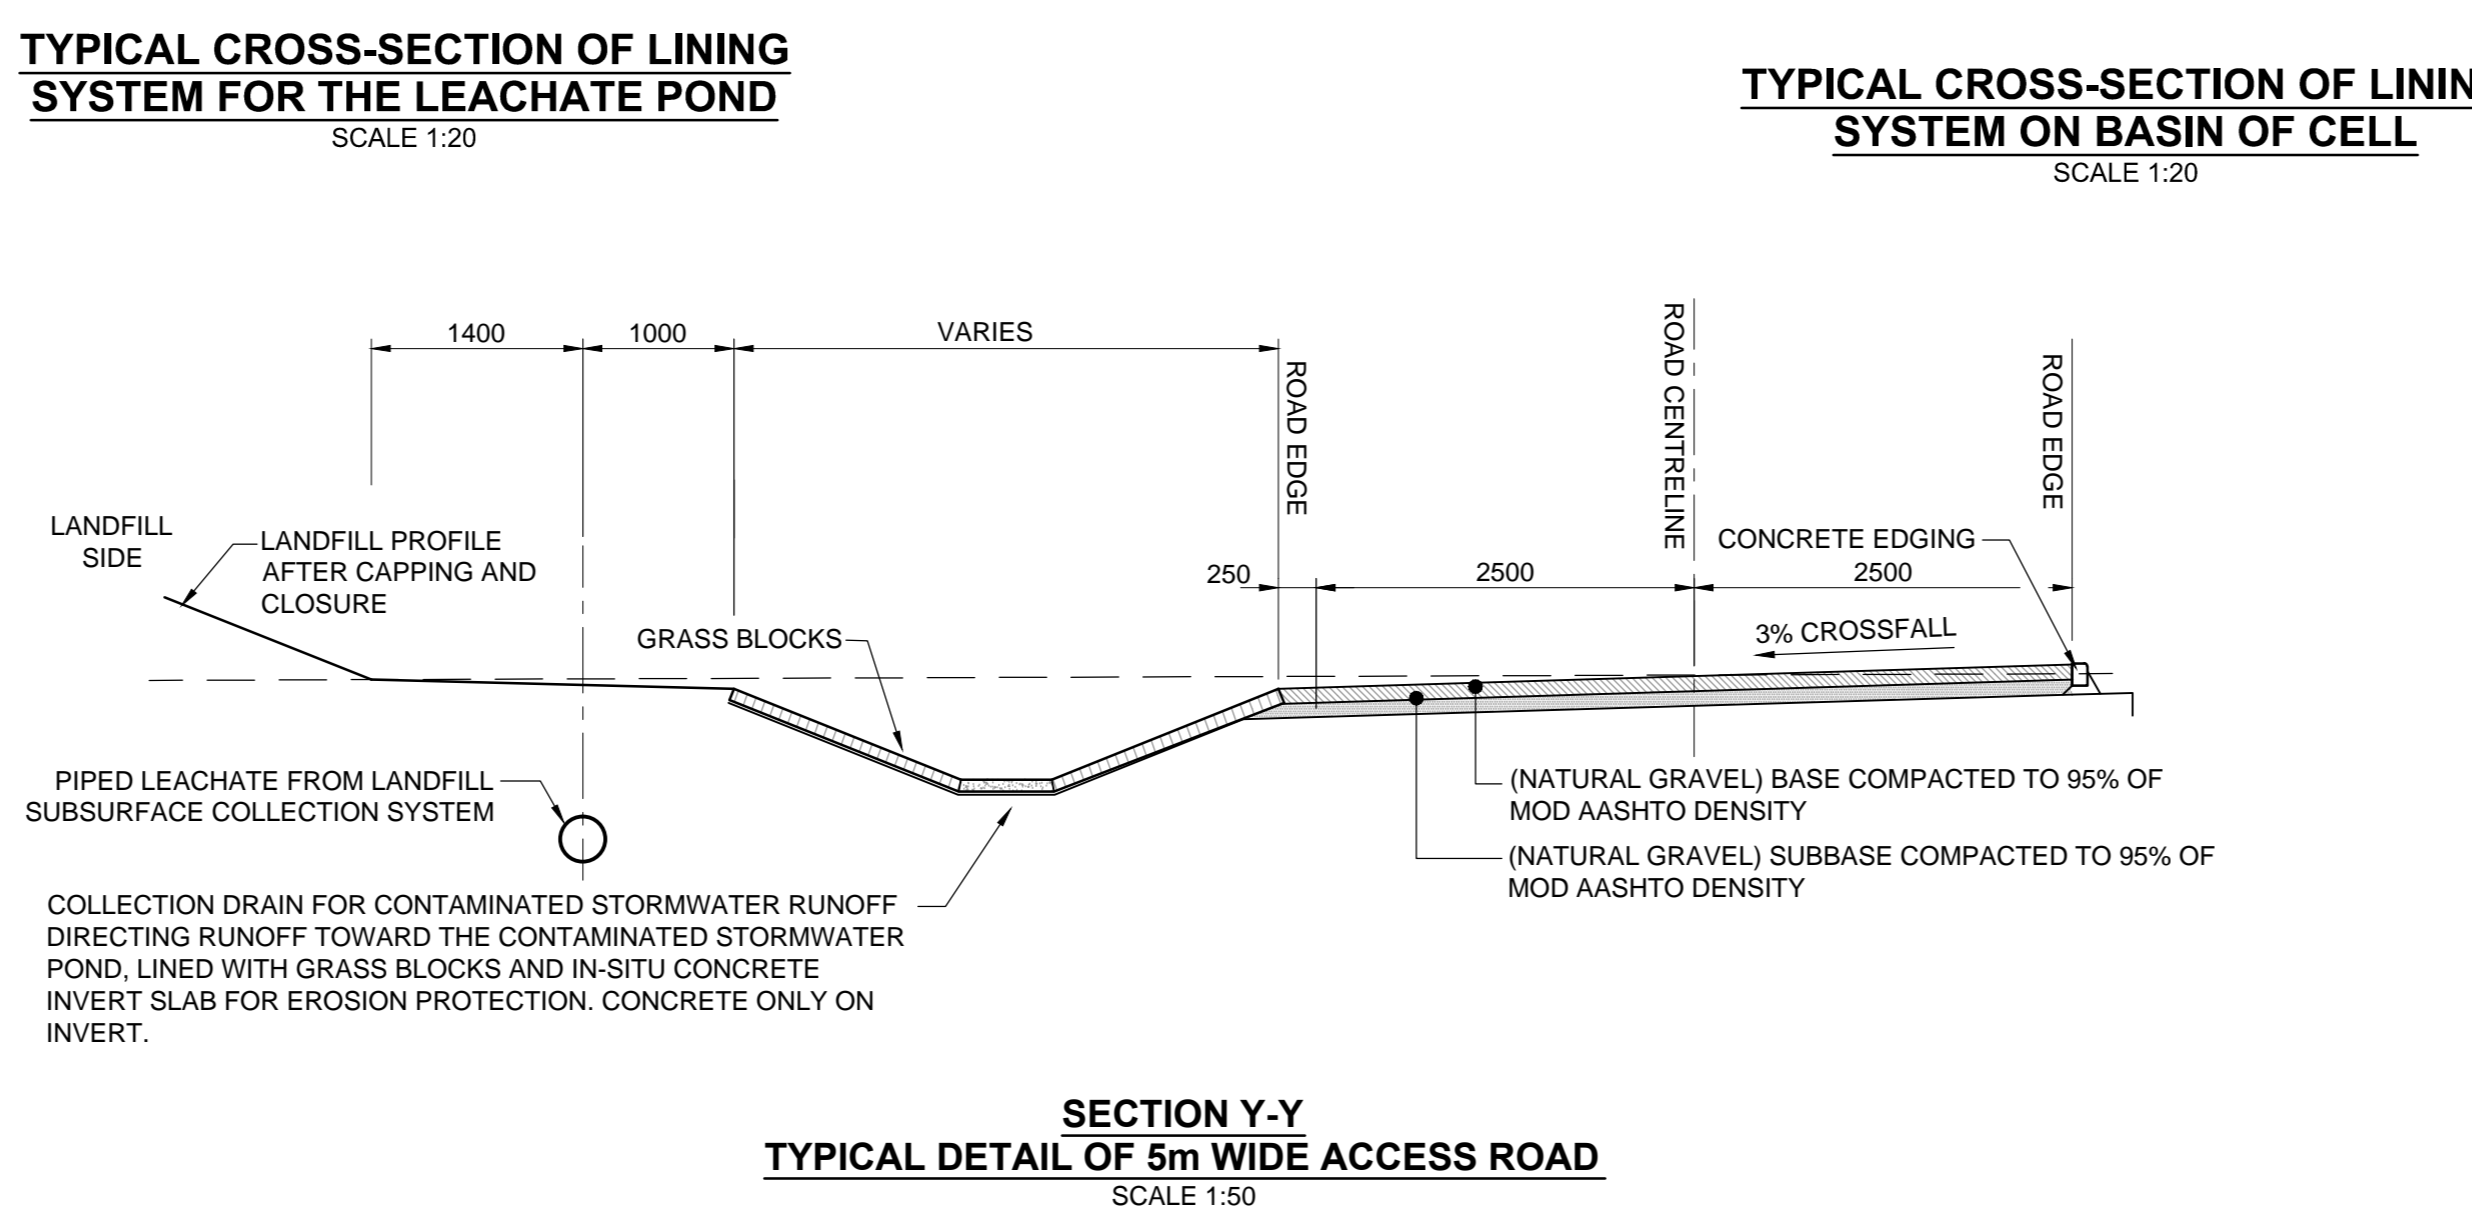 TYPICAL CROSS-SECTION OF LINING
SYSTEM FOR THE LEACHATE POND
SCALE 1:20
TYPICAL CROSS-SECTION OF LININ
SYSTEM ON BASIN OF CELL
SCALE 1:20
1400
1000
VARIES
ROAD EDGE
ROAD CENTRELINE
ROAD EDGE
LANDFILL
SIDE
LANDFILL PROFILE
AFTER CAPPING AND
CLOSURE
CONCRETE EDGING
250
2500
2500
GRASS BLOCKS
3% CROSSFALL
PIPED LEACHATE FROM LANDFILL
SUBSURFACE COLLECTION SYSTEM
(NATURAL GRAVEL) BASE COMPACTED TO 95% OF
MOD AASHTO DENSITY
(NATURAL GRAVEL) SUBBASE COMPACTED TO 95% OF
MOD AASHTO DENSITY
COLLECTION DRAIN FOR CONTAMINATED STORMWATER RUNOFF
DIRECTING RUNOFF TOWARD THE CONTAMINATED STORMWATER
POND, LINED WITH GRASS BLOCKS AND IN-SITU CONCRETE
INVERT SLAB FOR EROSION PROTECTION. CONCRETE ONLY ON
INVERT.
SECTION Y-Y
TYPICAL DETAIL OF 5m WIDE ACCESS ROAD
SCALE 1:50